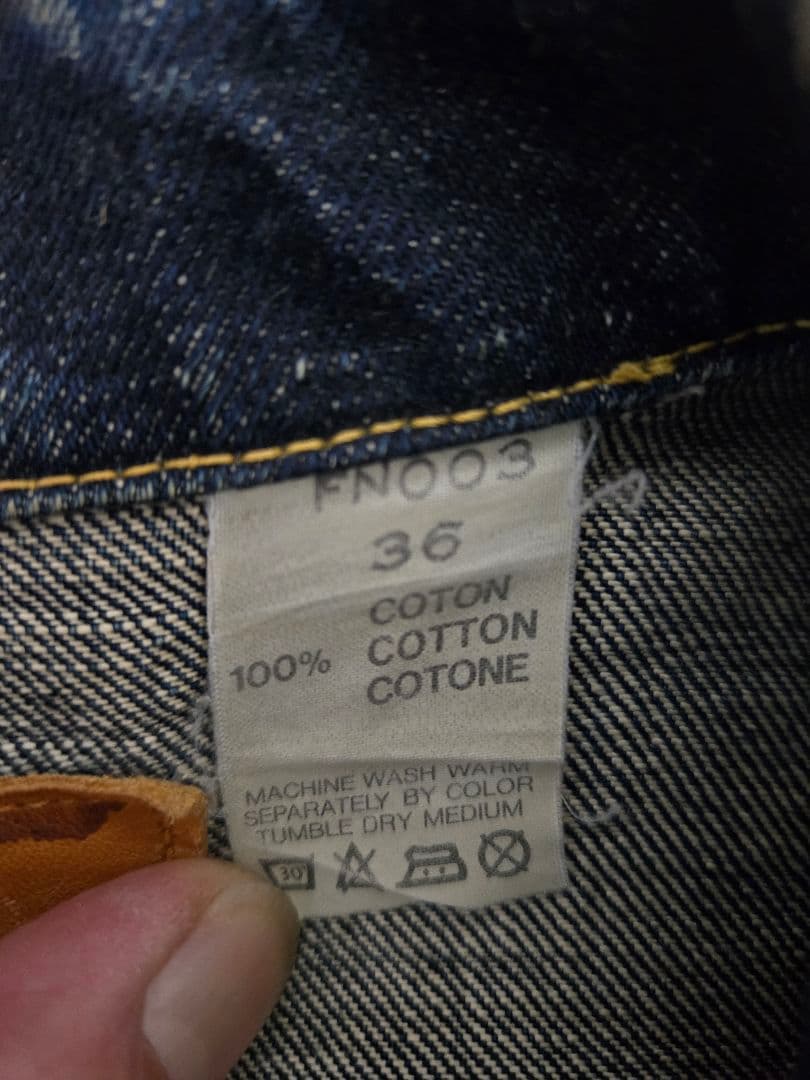 FN003
36
COTON
100% COTTON
COTONE
MACHINE WASH WARM
SEPARATELY BY COLOR
TUMBLE DRY MEDIUM
30